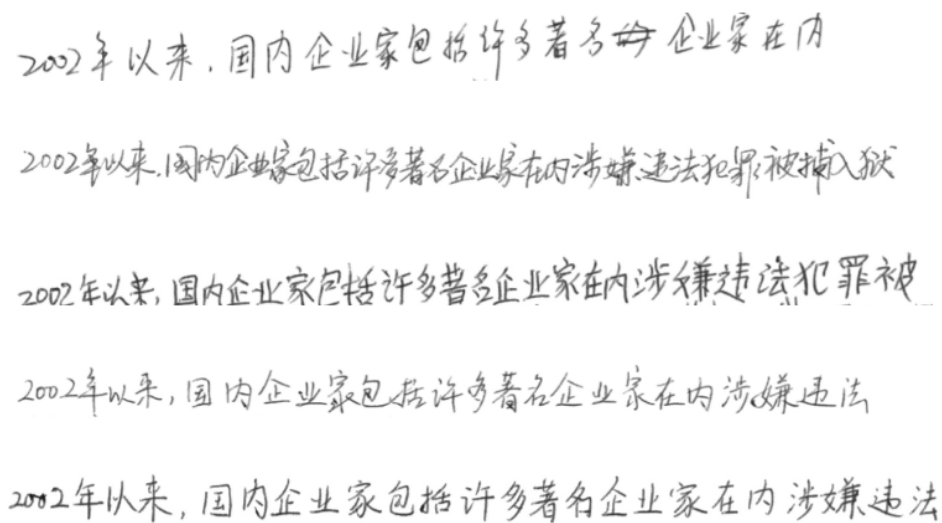 2002年以来,国内企业家包括许多著名企业家在内
2002年以来,国内企业家包括许多著名企业家在内涉嫌违法犯罪被捕入狱
2002年以来,国内企业家包括许多著名企业家在内涉嫌违法犯罪被
2002年以来,国内企业家包括许多著名企业家在内涉嫌违法
2002年以来,国内企业家包括许多著名企业家在内涉嫌违法